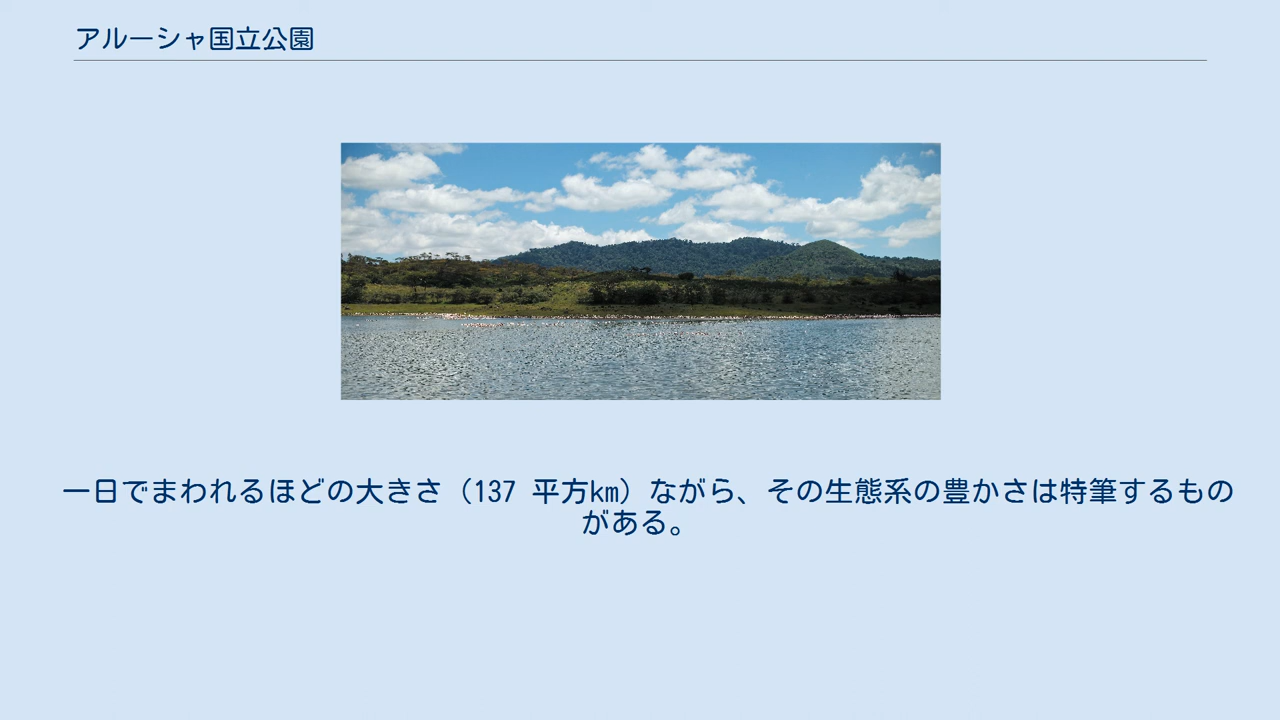 アルーシャ国立公園
一日でまわれるほどの大きさ（137 平方km）ながら、その生態系の豊かさは特筆するもの
がある。